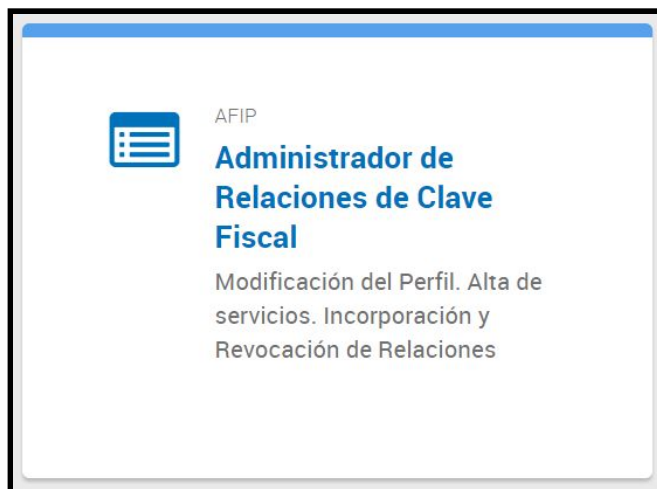 AFIP
Administrador de
Relaciones de Clave
Fiscal
Modificación del Perfil. Alta de
servicios. Incorporación y
Revocación de Relaciones